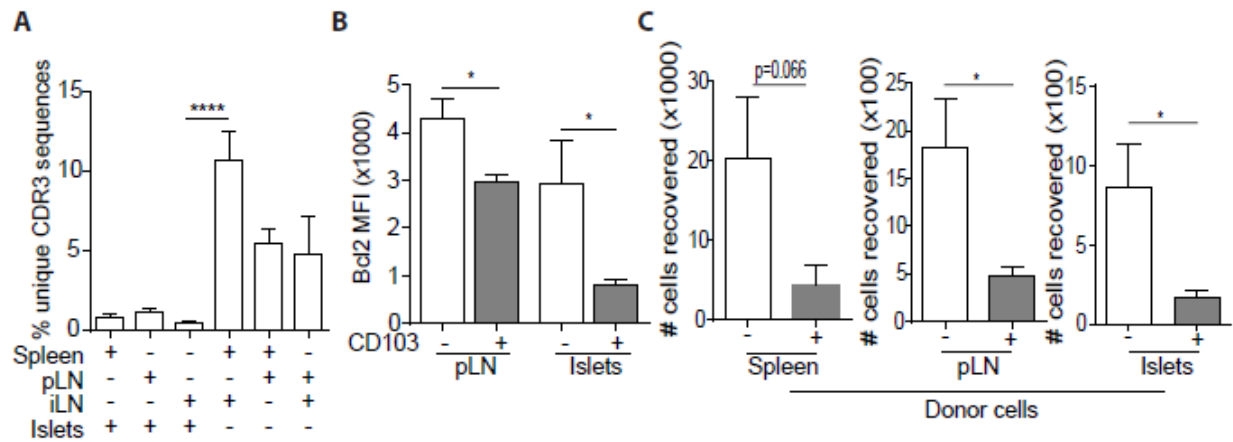 A
% unique CDR3 sequences
15
10
5
0
****
Spleen + - - + + -
pLN - + - - + +
iLN - - + + - +
Islets + + + - - -
B
Bcl2 MFI (x1000)
5
4
3
2
1
0
*
*
CD103 - + - +
pLN Islets
C
# cells recovered (x1000)
30
20
10
0
p=0.066
- +
Spleen
# cells recovered (x100)
25
20
15
10
5
0
*
- +
pLN
# cells recovered (x100)
15
10
5
0
*
- +
Islets
Donor cells